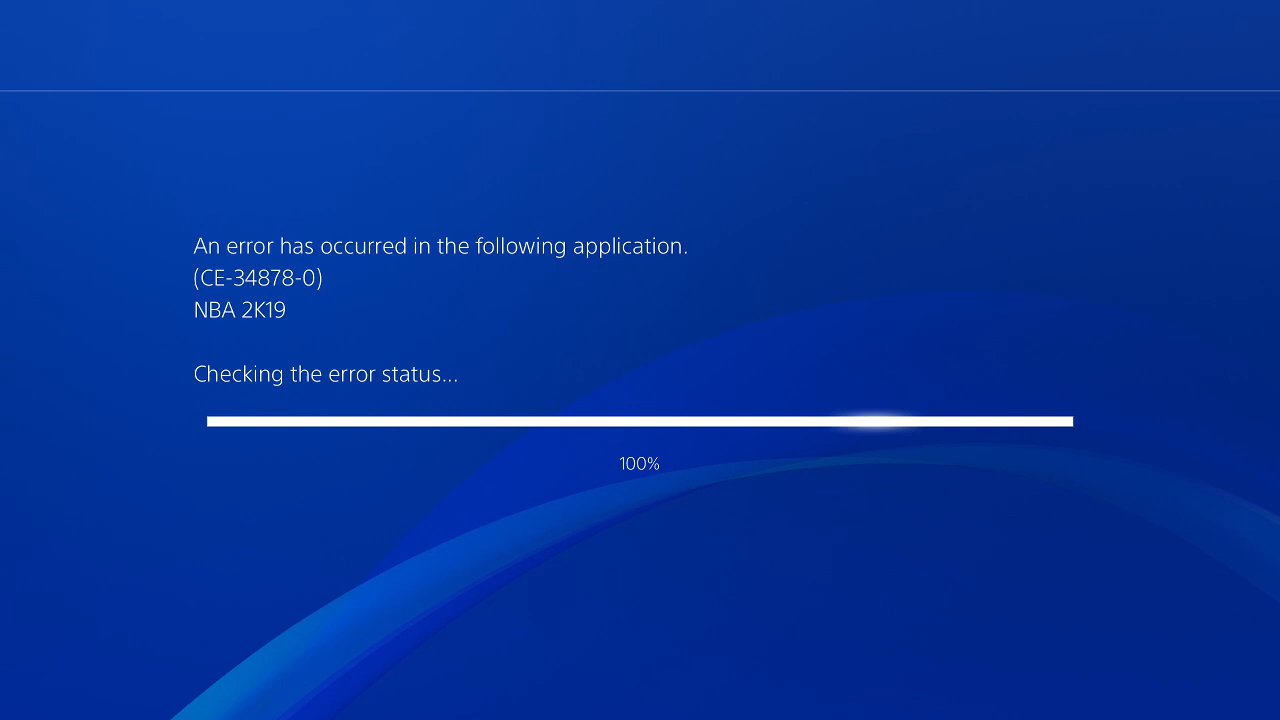 An error has occurred in the following application.
(CE-34878-0)
NBA 2K19
Checking the error status...
100%